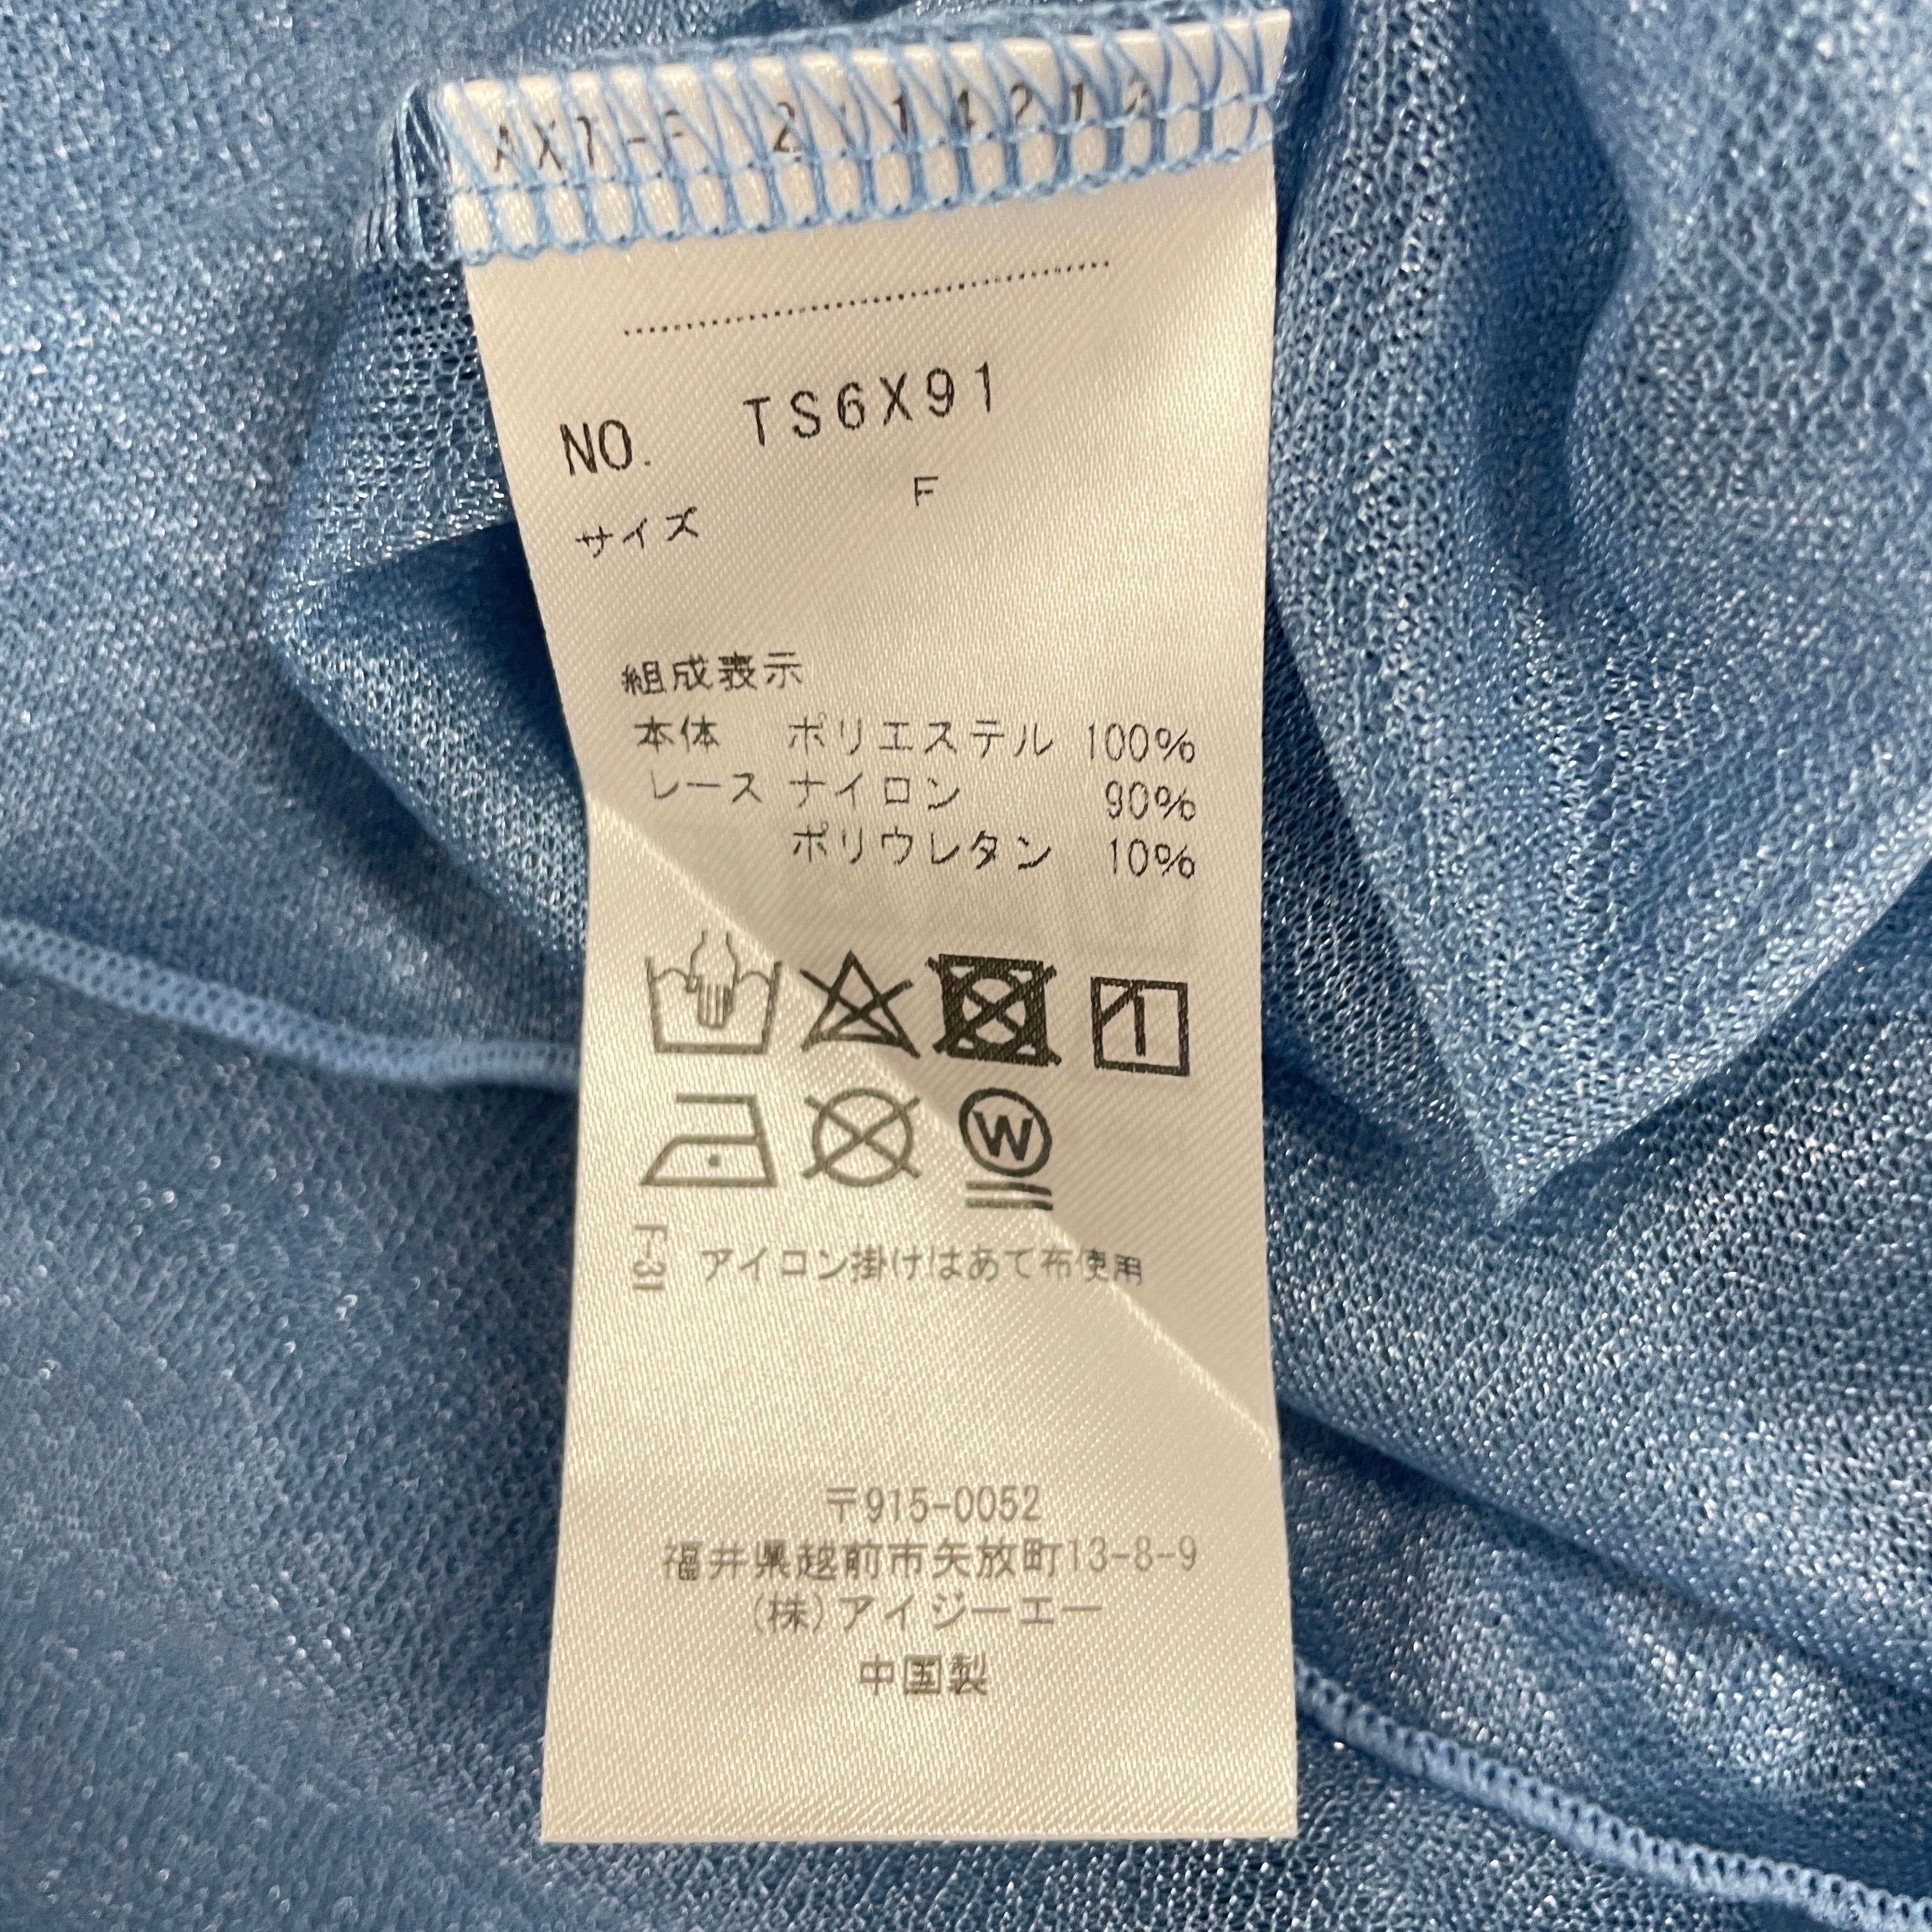 NO. TS6X91
サイズ F
組成表示
本体 ポリエステル 100%
レース ナイロン 90%
ポリウレタン 10%
W
F-31 アイロン掛けはあて布使用
〒915-0052
福井県越前市矢放町13-8-9
(株)アイジーエー
中国製